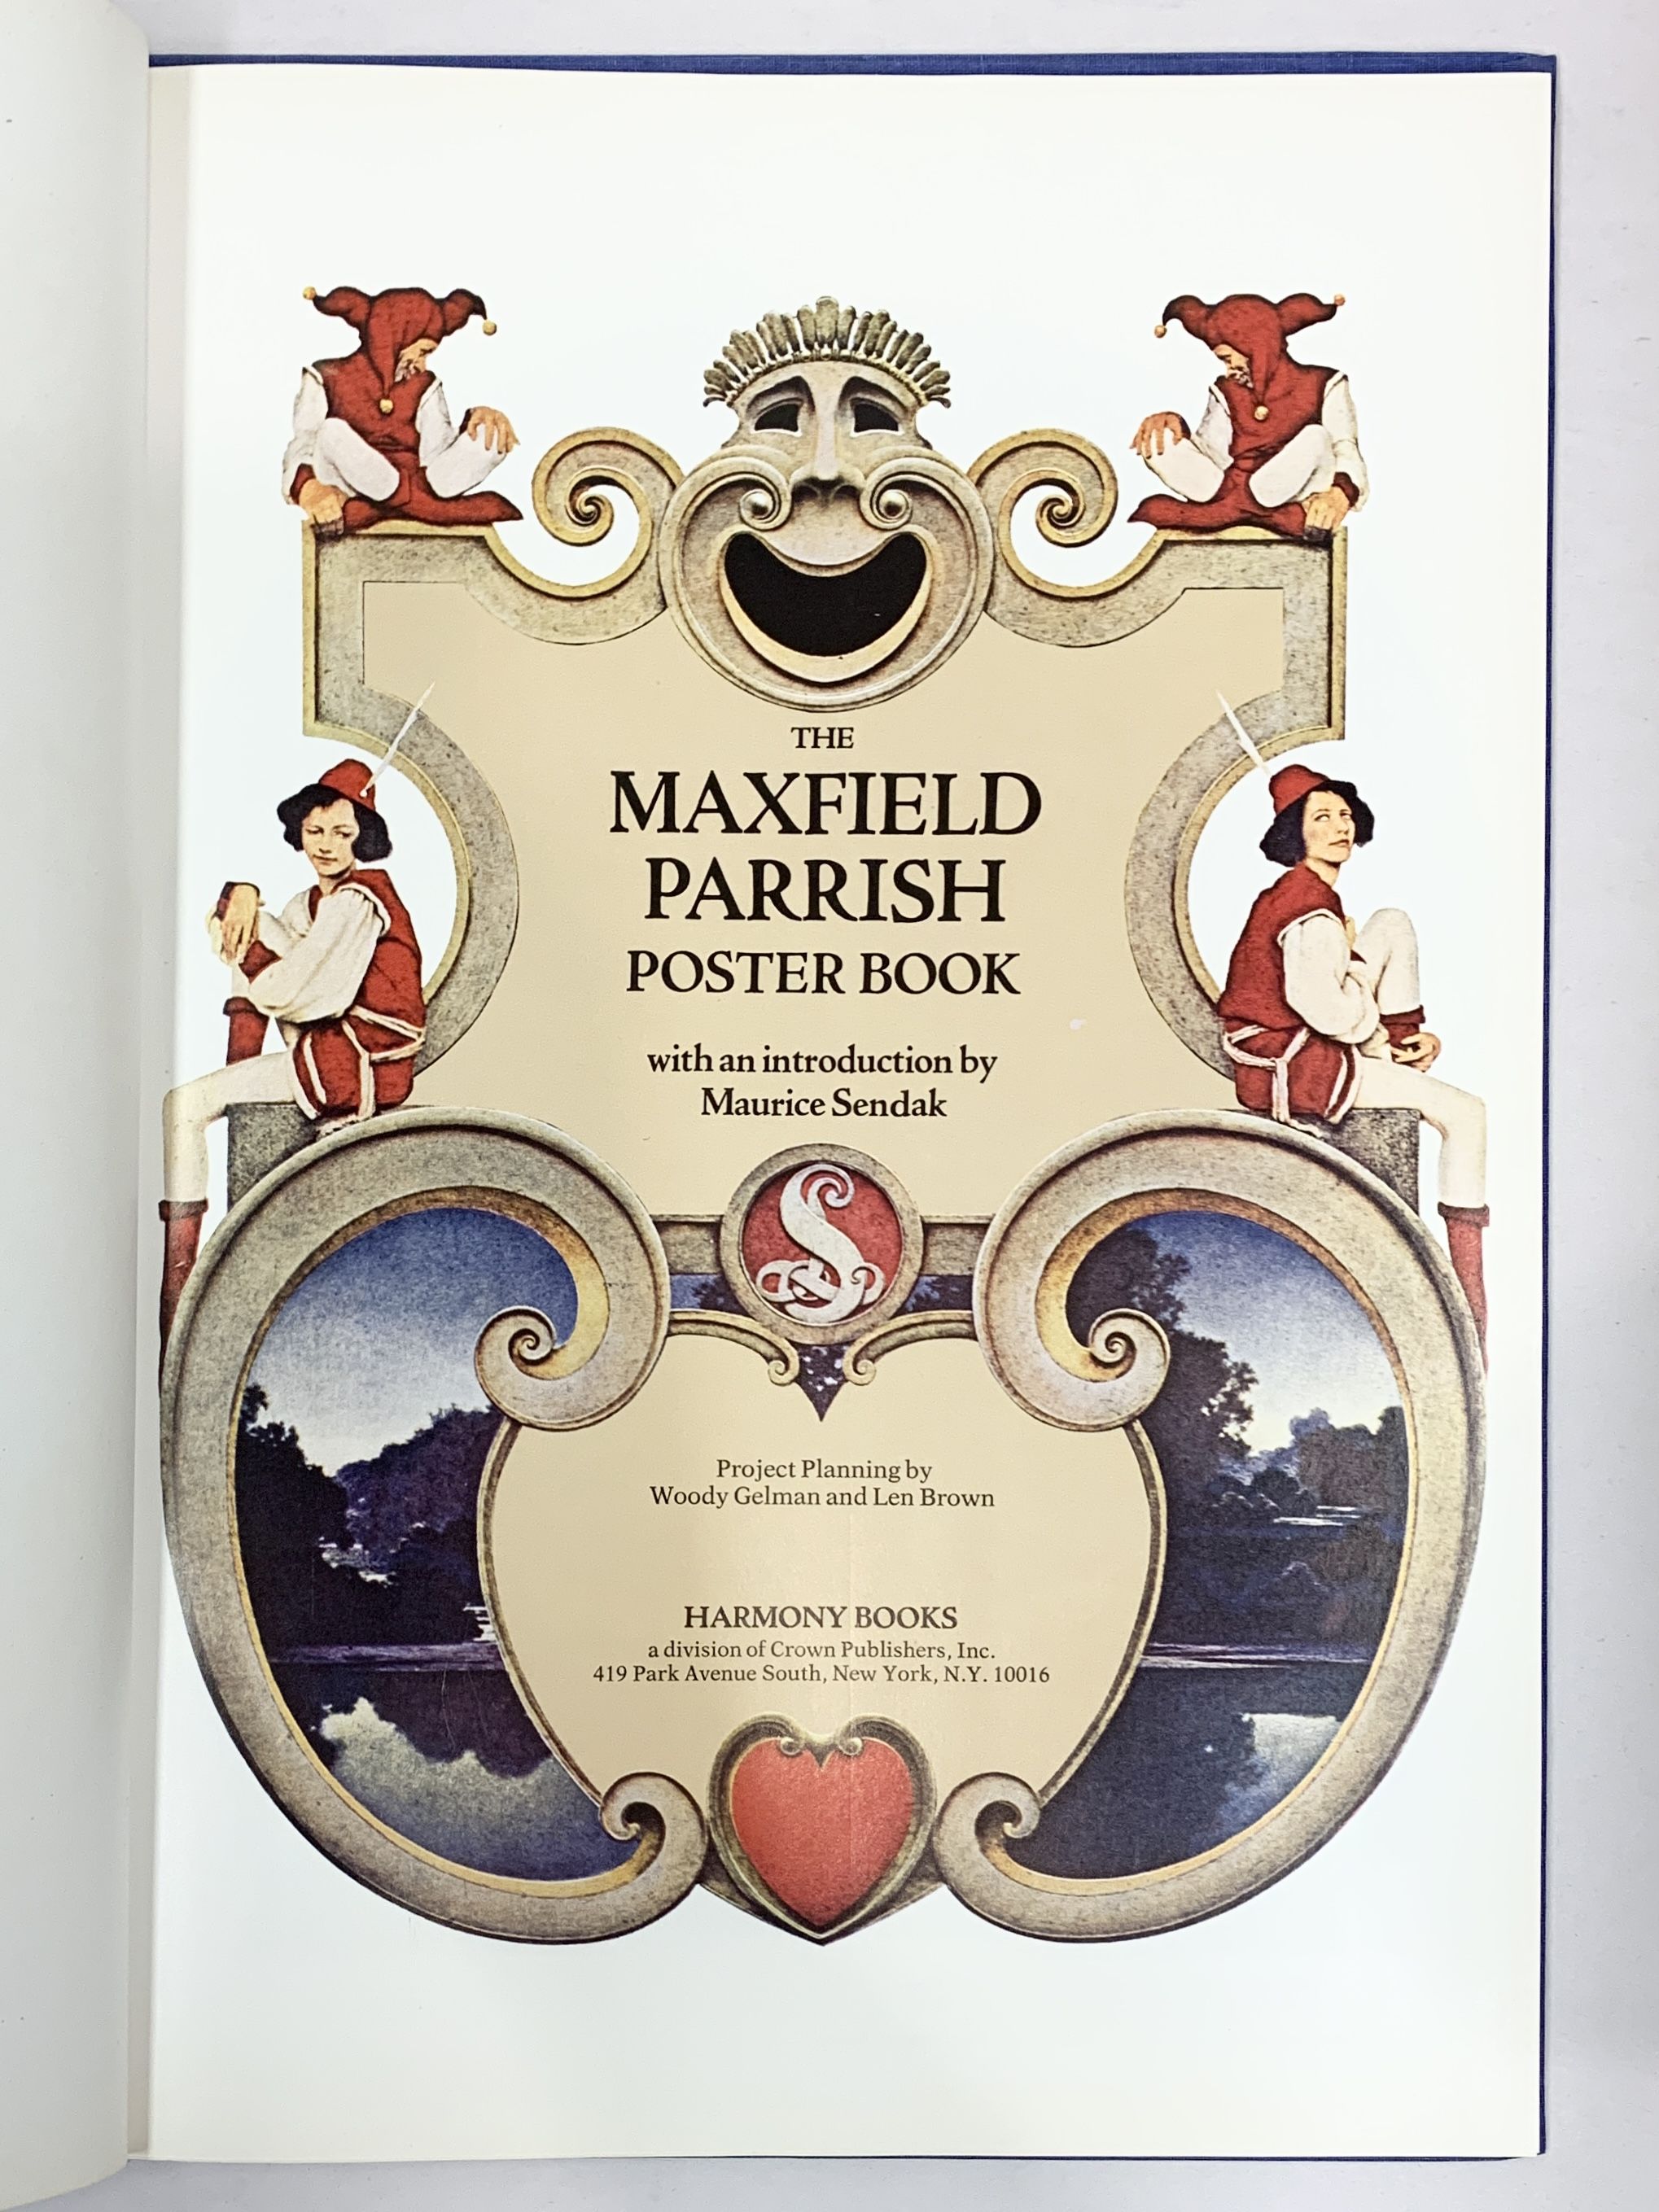 THE
MAXFIELD
PARRISH
POSTER BOOK
with an introduction by
Maurice Sendak
S
Project Planning by
Woody Gelman and Len Brown
HARMONY BOOKS
a division of Crown Publishers, Inc.
419 Park Avenue South, New York, N.Y. 10016